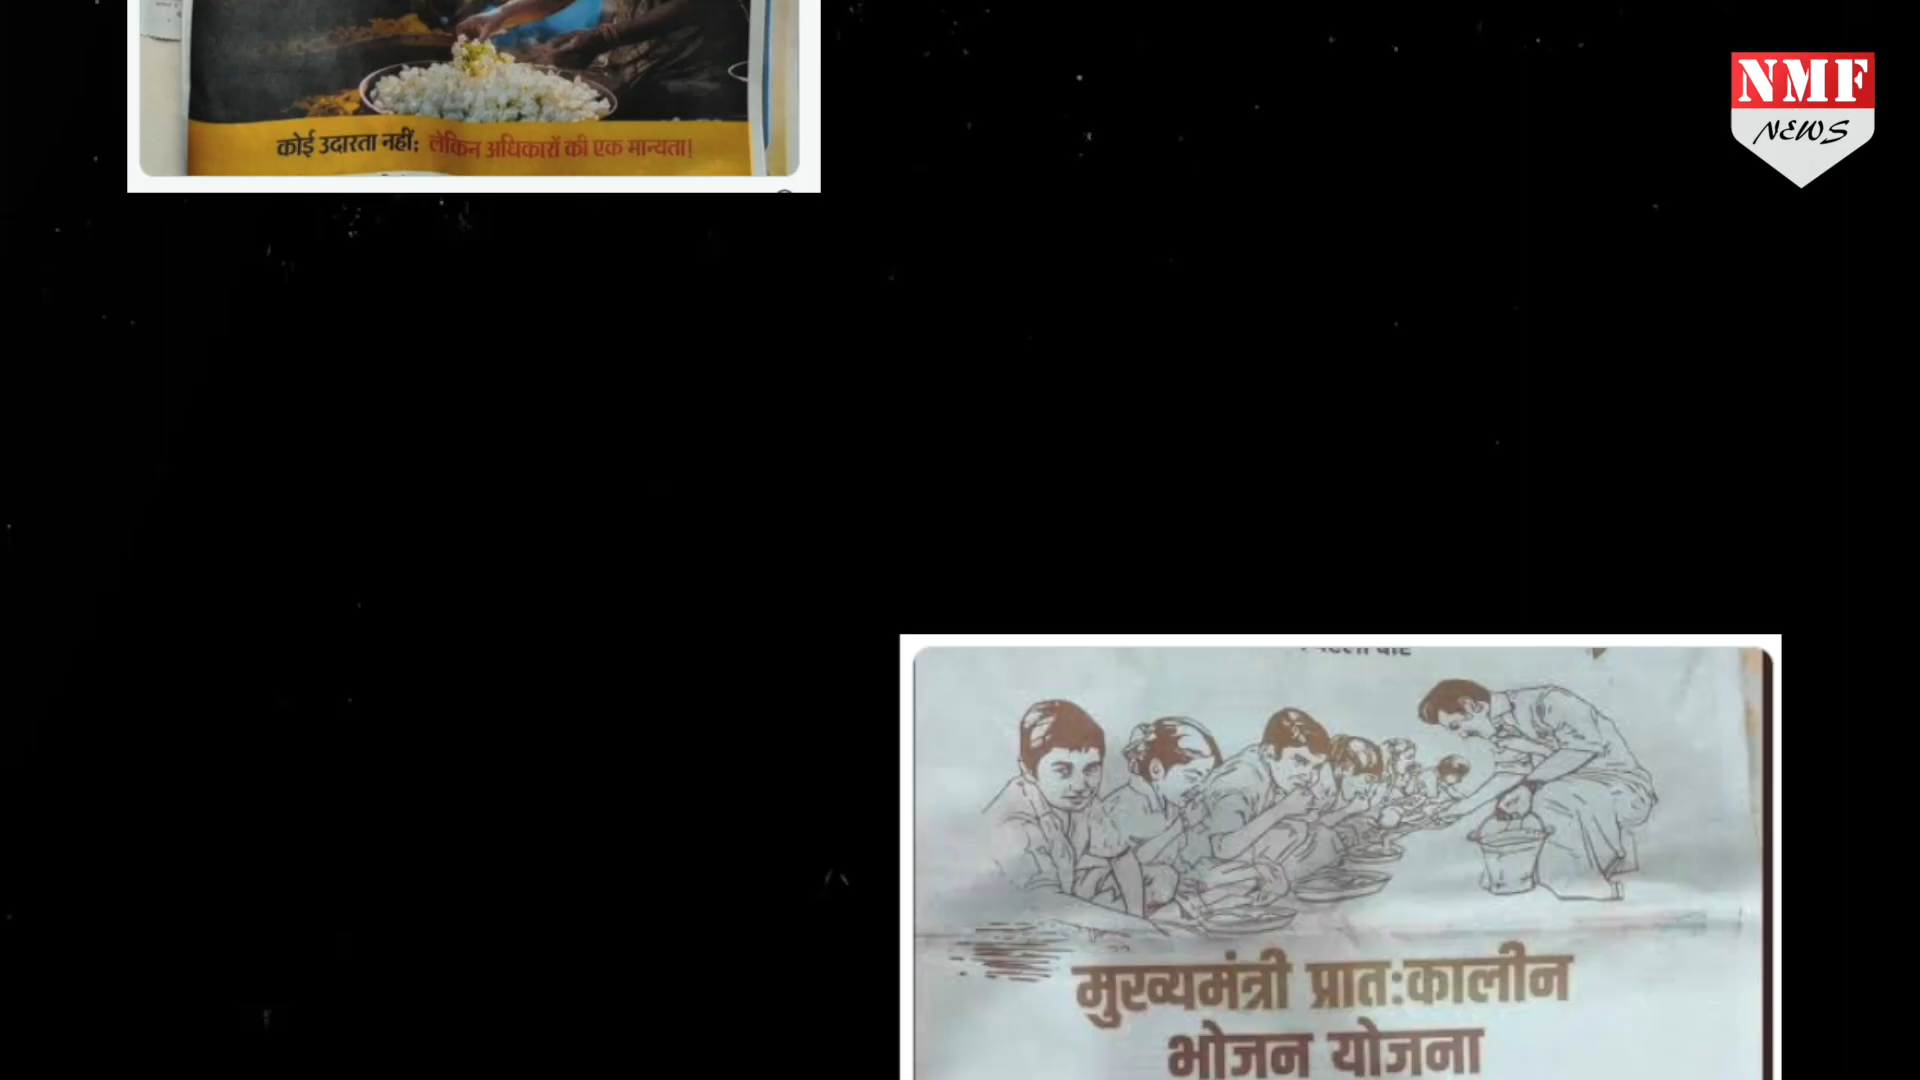 कोई उदारता नहीं; लेकिन अधिकारों की एक मान्यता!
NMF
NEWS
मुख्यमंत्री प्रात:कालीन
भोजन योजना